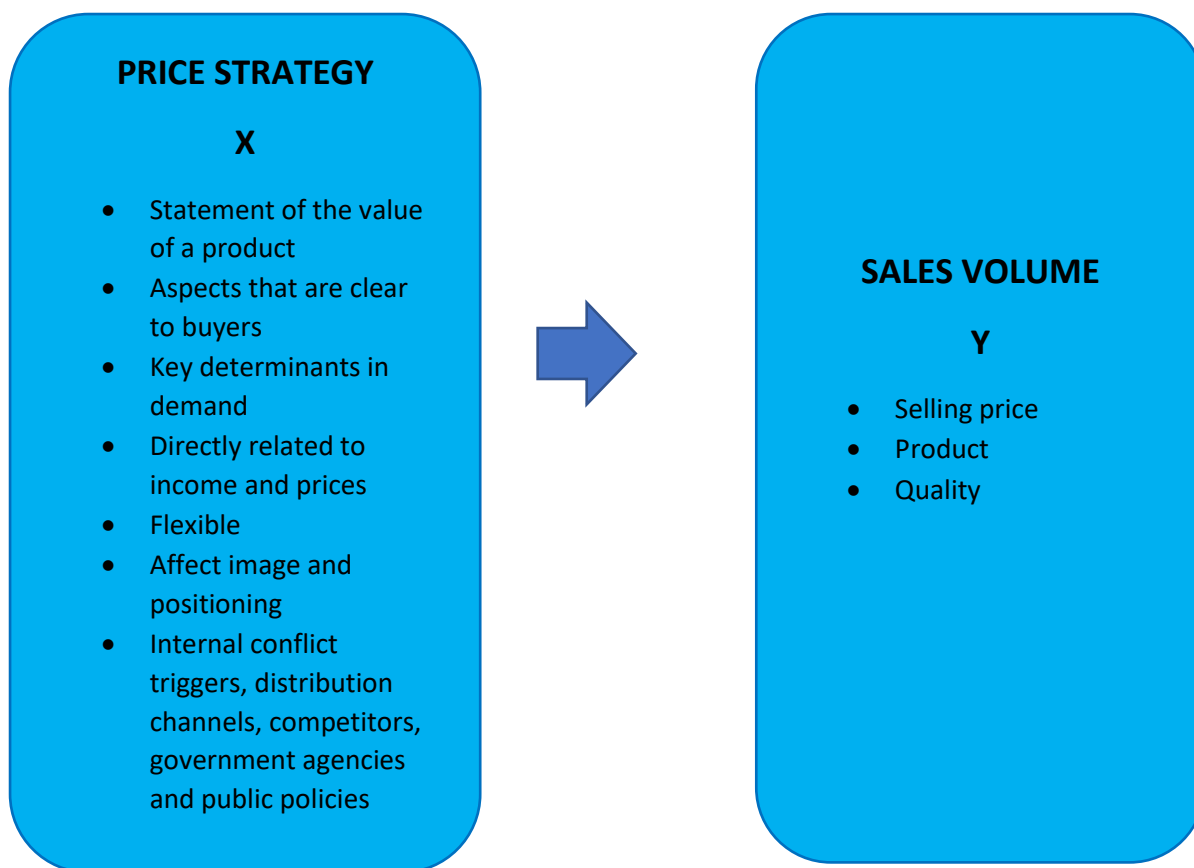 PRICE STRATEGY
X
• Statement of the value
of a product
• Aspects that are clear
to buyers
• Key determinants in
demand
• Directly related to
income and prices
• Flexible
• Affect image and
positioning
• Internal conflict
triggers, distribution
channels, competitors,
government agencies
and public policies
SALES VOLUME
Y
• Selling price
• Product
• Quality